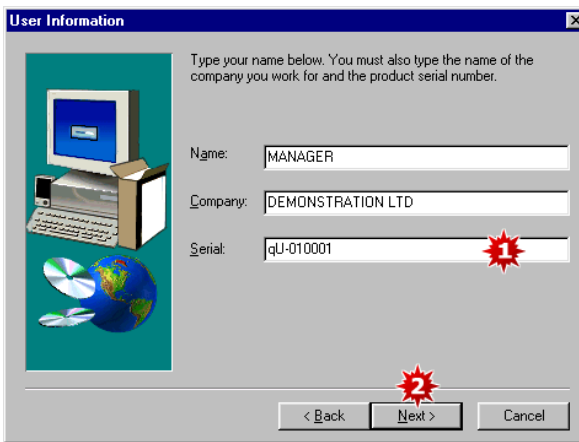 User Information
Type your name below. You must also type the name of the
company you work for and the product serial number.
Name: MANAGER
Company: DEMONSTRATION LTD
Serial: qU-010001
1
2
< Back Next > Cancel